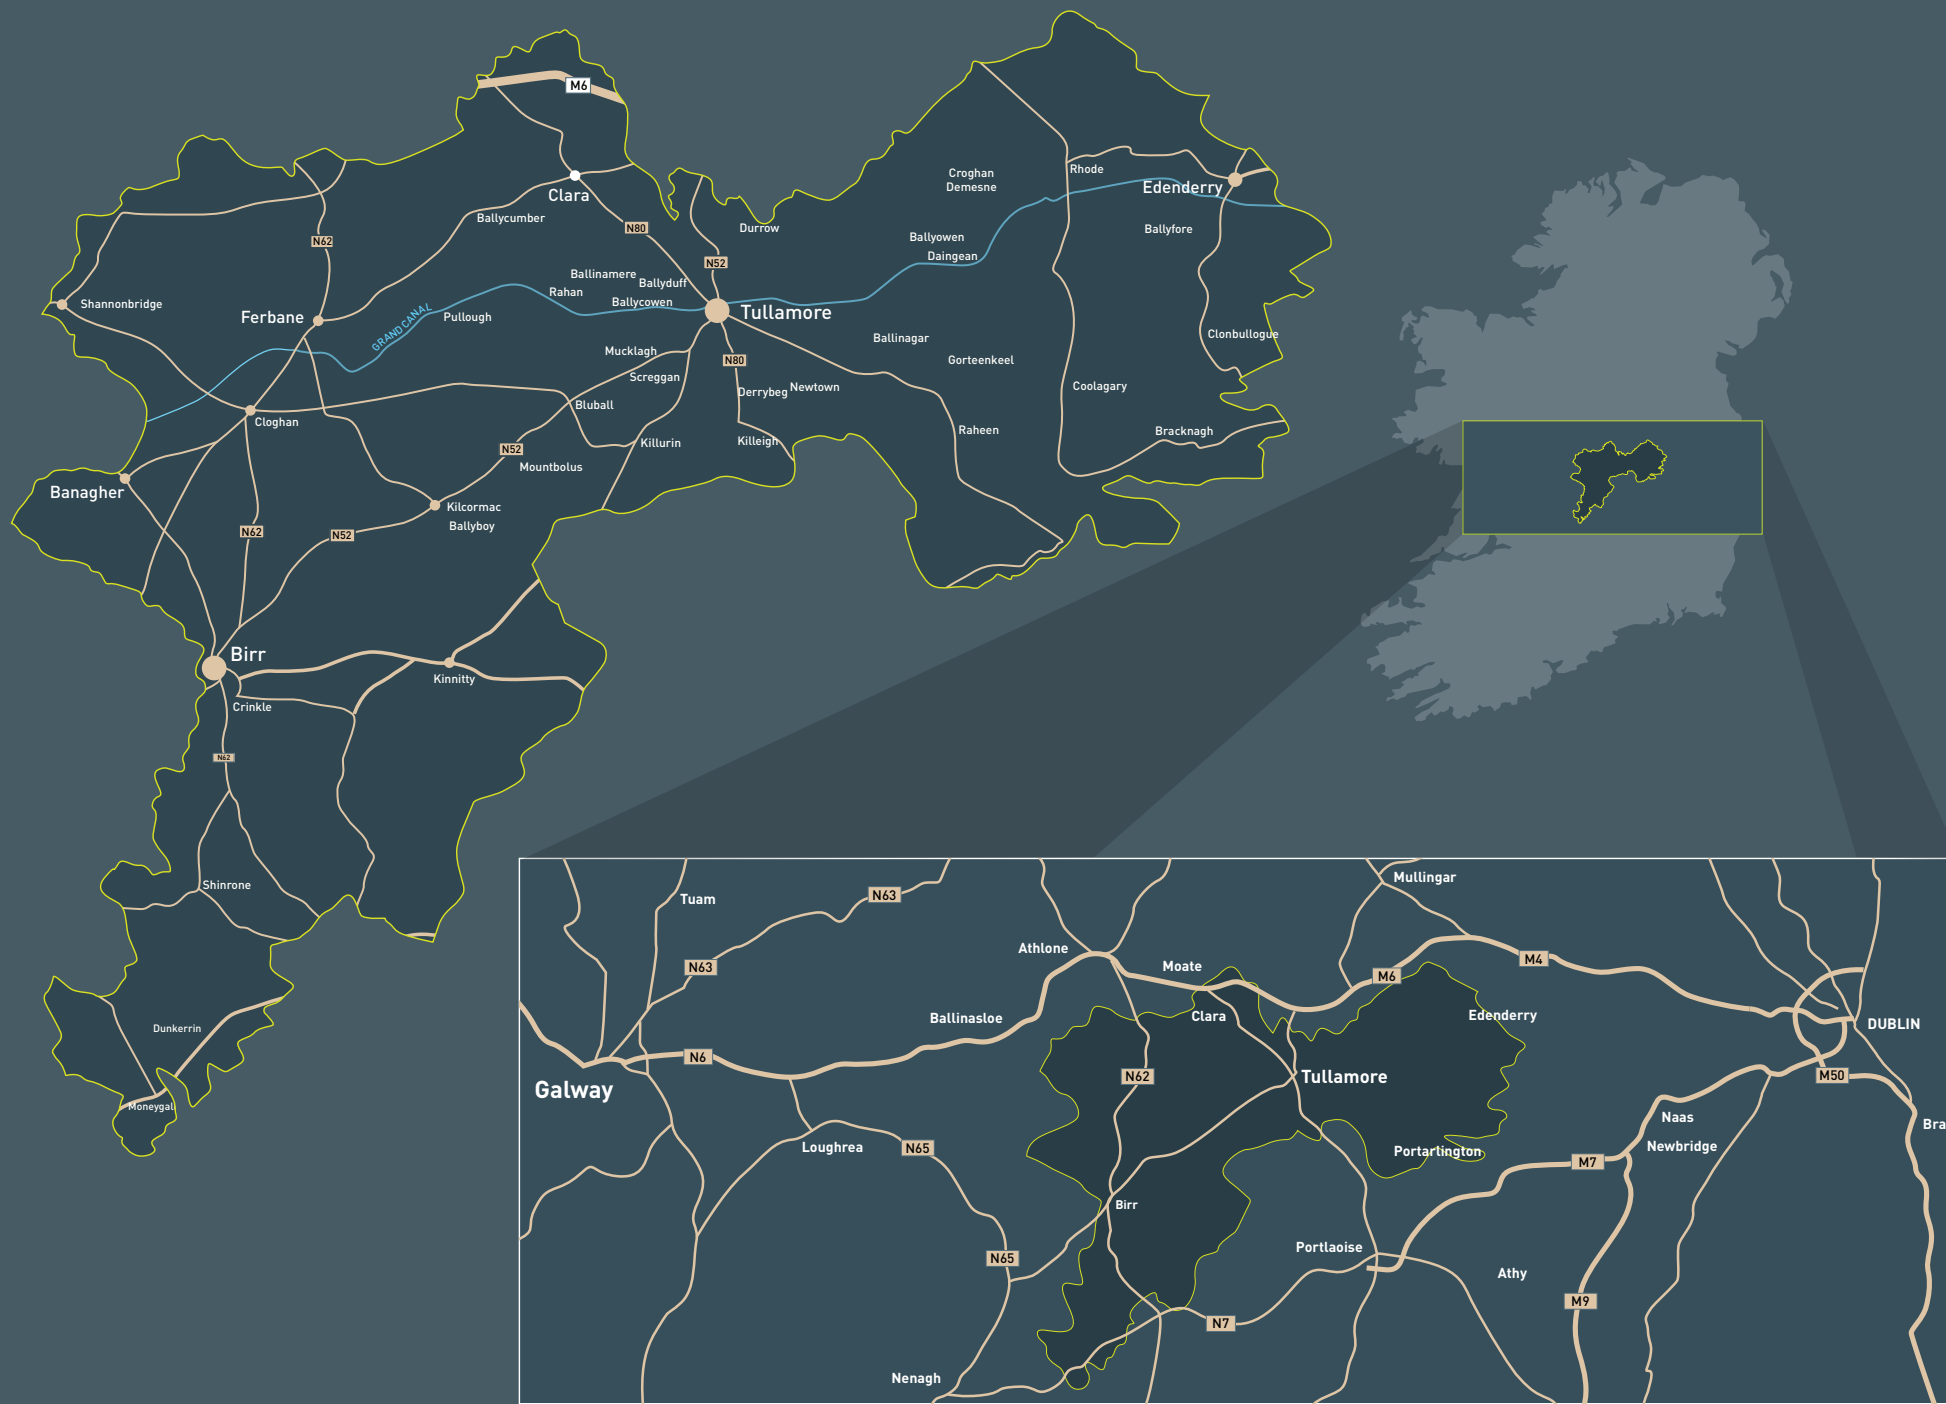 M6
Clara
N80
Ballycumber
N62
Durrow
N52
Croghan
Demesne
Rhode
Edenderry
Ballyfore
Ballyowen
Daingean
Ballinamere
Ballyduff
Rahan
Ballycowen
Shannonbridge
Ferbane
GRAND CANAL
Pullough
Tullamore
Ballinagar
Clonbullogue
Mucklagh
N80
Gorteenkeel
Screggan
Derrybeg
Newtown
Coolagary
Bluball
Cloghan
Raheen
Bracknagh
Killurin
Killeigh
N52
Mountbolus
Banagher
Kilcormac
Ballyboy
N62
N52
Birr
Kinnitty
Crinkle
N62
Shinrone
Dunkerrin
Moneygal
Mullingar
N63
Tuam
Athlone
M4
N63
Moate
M6
Clara
Edenderry
Ballinasloe
DUBLIN
N6
Galway
N62
Tullamore
M50
Naas
Bra
Loughrea
N65
Newbridge
Portarlington
M7
Birr
Portlaoise
N65
Athy
M9
N7
Nenagh